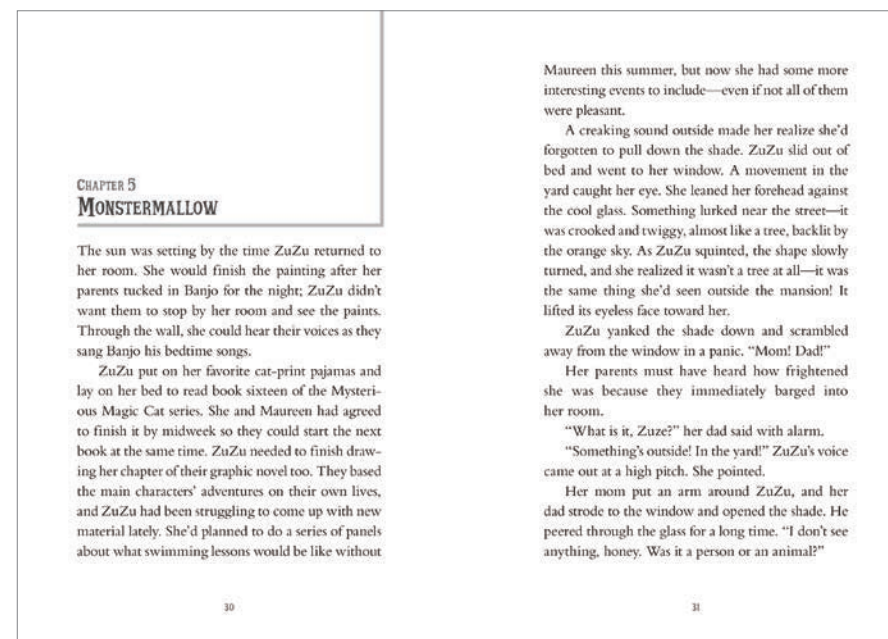 CHAPTER 5
MONSTERMALLOW
The sun was setting by the time ZuZu returned to
her room. She would finish the painting after her
parents tucked in Banjo for the night; ZuZu didn't
want them to stop by her room and see the paints.
Through the wall, she could hear their voices as they
sang Banjo his bedtime songs.
ZuZu put on her favorite cat-print pajamas and
lay on her bed to read book sixteen of the Mysteri-
ous Magic Cat series. She and Maureen had agreed
to finish it by midweek so they could start the next
book at the same time. ZuZu needed to finish draw-
ing her chapter of their graphic novel too. They based
the main characters' adventures on their own lives,
and ZuZu had been struggling to come up with new
material lately. She'd planned to do a series of panels
about what swimming lessons would be like without
30
Maureen this summer, but now she had some more
interesting events to include—even if not all of them
were pleasant.
A creaking sound outside made her realize she'd
forgotten to pull down the shade. ZuZu slid out of
bed and went to her window. A movement in the
yard caught her eye. She leaned her forehead against
the cool glass. Something lurked near the street—it
was crooked and twiggy, almost like a tree, backlit by
the orange sky. As ZuZu squinted, the shape slowly
turned, and she realized it wasn't a tree at all—it was
the same thing she'd seen outside the mansion! It
lifted its eyeless face toward her.
ZuZu yanked the shade down and scrambled
away from the window in a panic. "Mom! Dad!"
Her parents must have heard how frightened
she was because they immediately barged into
her room.
"What is it, Zuze?" her dad said with alarm.
"Something's outside! In the yard!" ZuZu's voice
came out at a high pitch. She pointed.
Her mom put an arm around ZuZu, and her
dad strode to the window and opened the shade. He
peered through the glass for a long time. "I don't see
anything, honey. Was it a person or an animal?"
31